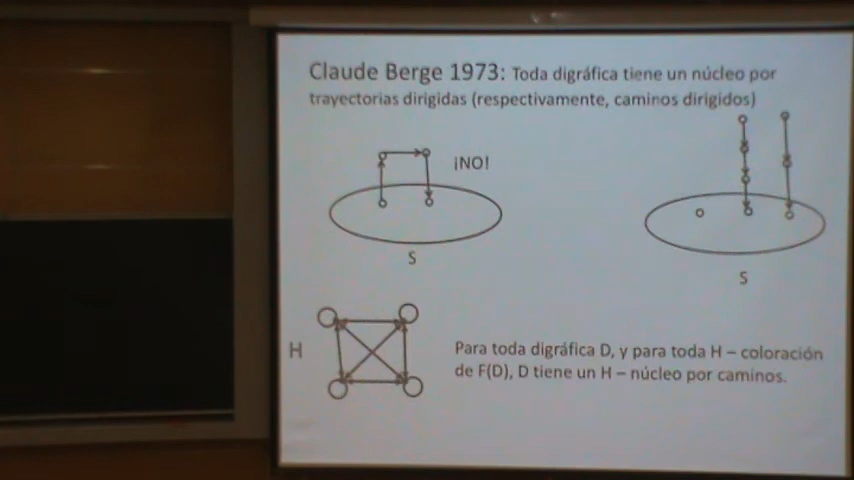 Claude Berge 1973: Toda digráfica tiene un núcleo por
trayectorias dirigidas (respectivamente, caminos dirigidos)
¡NO!
S
S
H
Para toda digráfica D, y para toda H – coloración
de F(D), D tiene un H – núcleo por caminos.